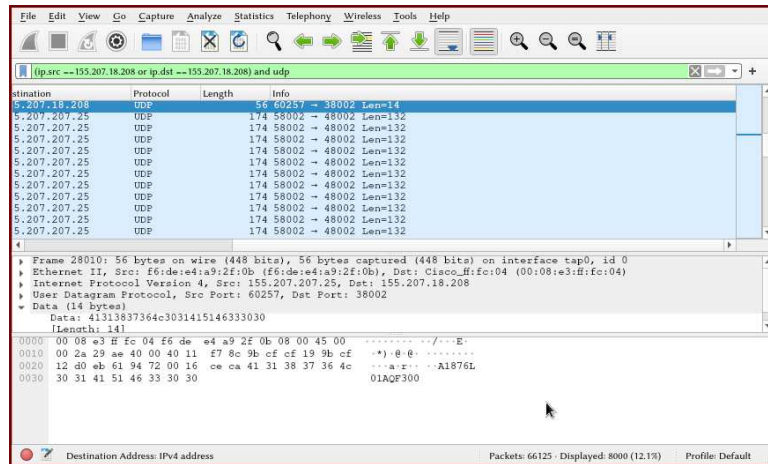 File Edit View Go Capture Analyze Statistics Telephony Wireless Tools Help
(ip.src ==155.207.18.208 or ip.dst ==155.207.18.208) and udp
stination Protocol Length Info
5.207.18.208 UDP 56 60257 → 38002 Len=14
5.207.207.25 UDP 174 58002 → 48002 Len=132
5.207.207.25 UDP 174 58002 → 48002 Len=132
5.207.207.25 UDP 174 58002 → 48002 Len=132
5.207.207.25 UDP 174 58002 → 48002 Len=132
5.207.207.25 UDP 174 58002 → 48002 Len=132
5.207.207.25 UDP 174 58002 → 48002 Len=132
5.207.207.25 UDP 174 58002 → 48002 Len=132
5.207.207.25 UDP 174 58002 → 48002 Len=132
5.207.207.25 UDP 174 58002 → 48002 Len=132
5.207.207.25 UDP 174 58002 → 48002 Len=132
Frame 28010: 56 bytes on wire (448 bits), 56 bytes captured (448 bits) on interface tap0, id 0
Ethernet II, Src: f6:de:e4:a9:2f:0b (f6:de:e4:a9:2f:0b), Dst: Cisco_ff:fc:04 (00:08:e3:ff:fc:04)
Internet Protocol Version 4, Src: 155.207.207.25, Dst: 155.207.18.208
User Datagram Protocol, Src Port: 60257, Dst Port: 38002
Data (14 bytes)
Data: 41313837364c3031415146333030
[Length: 14]
0000 00 08 e3 ff fc 04 f6 de e4 a9 2f 0b 08 00 45 00 ········ ··/···E·
0010 00 2a 29 ae 40 00 40 11 f7 8c 9b cf cf 19 9b cf ·*)·@·@· ········
0020 12 d0 eb 61 94 72 00 16 ce ca 41 31 38 37 36 4c ···a·r·· ··A1876L
0030 30 31 41 51 46 33 30 30 01AQF300
Destination Address: IPv4 address Packets: 66125 · Displayed: 8000 (12.1%) Profile: Default